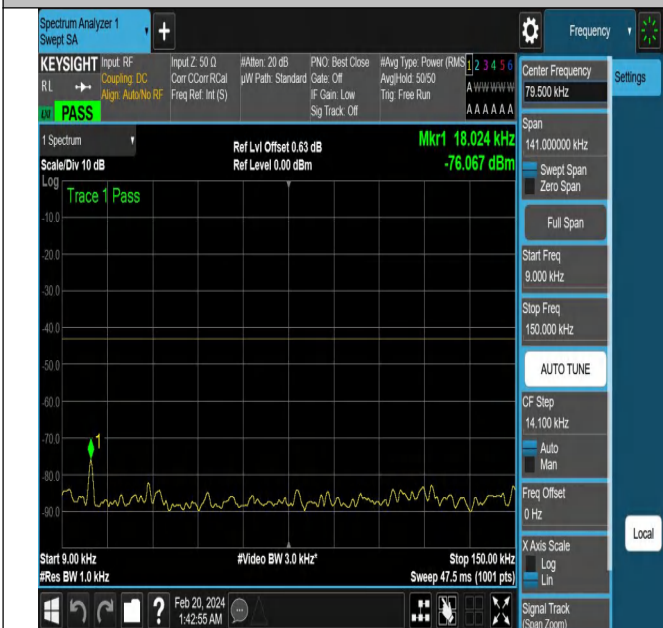 Spectrum Analyzer 1
Swept SA
+
Frequency
KEYSIGHT
RL
Input: RF
Coupling: DC
Align: Auto/No RF
Input Z: 50 Ω
Corr CCorr RCal
Freq Ref: Int (S)
#Atten: 20 dB
µW Path: Standard
PNO: Best Close
Gate: Off
IF Gain: Low
Sig Track: Off
#Avg Type: Power (RMS
Avg|Hold: 50/50
Trig: Free Run
1 2 3 4 5 6
A W W W W W
A A A A A A
LXI PASS
1 Spectrum
Scale/Div 10 dB
Ref Lvl Offset 0.63 dB
Ref Level 0.00 dBm
Mkr1 18.024 kHz
-76.067 dBm
Log
Trace 1 Pass
-10.0
-20.0
-30.0
-40.0
-50.0
-60.0
-70.0
-80.0
-90.0
1
Start 9.00 kHz
#Res BW 1.0 kHz
#Video BW 3.0 kHz*
Stop 150.00 kHz
Sweep 47.5 ms (1001 pts)
?
Feb 20, 2024
1:42:55 AM
Center Frequency
79.500 kHz
Settings
Span
141.000000 kHz
Swept Span
Zero Span
Full Span
Start Freq
9.000 kHz
Stop Freq
150.000 kHz
AUTO TUNE
CF Step
14.100 kHz
Auto
Man
Freq Offset
0 Hz
X Axis Scale
Log
Lin
Local
Signal Track
(Span Zoom)